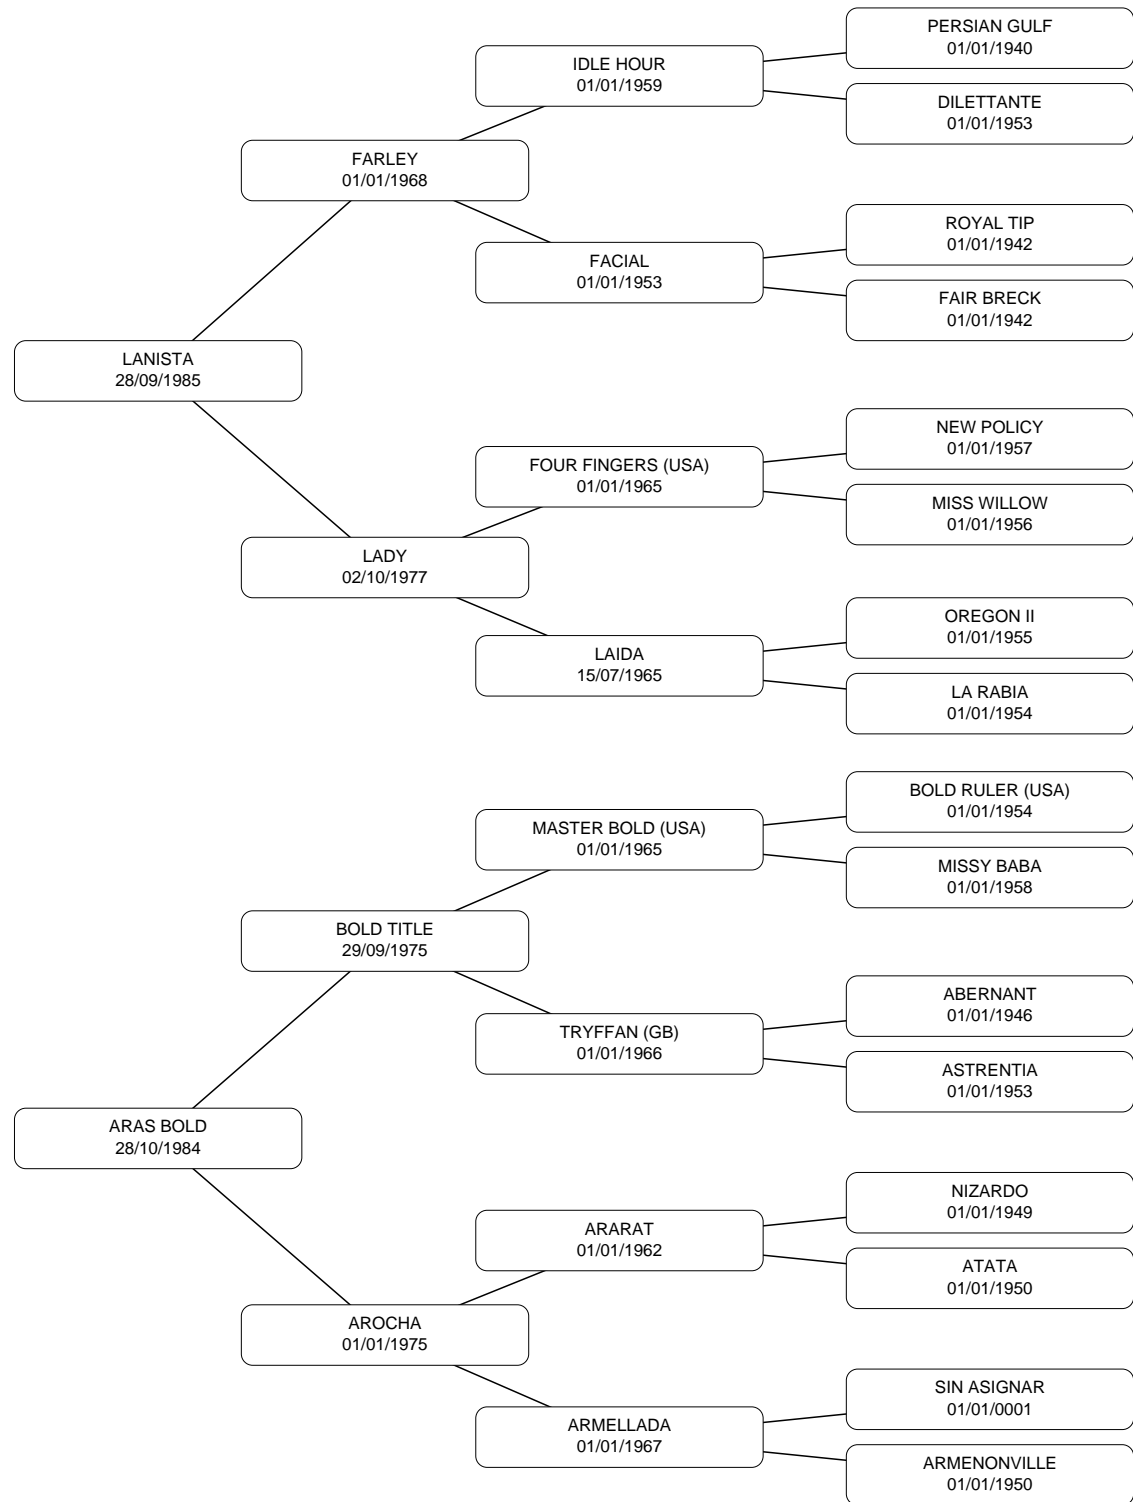 PERSIAN GULF
01/01/1940
IDLE HOUR
01/01/1959
DILETTANTE
01/01/1953
FARLEY
01/01/1968
ROYAL TIP
01/01/1942
FACIAL
01/01/1953
FAIR BRECK
01/01/1942
LANISTA
28/09/1985
NEW POLICY
01/01/1957
FOUR FINGERS (USA)
01/01/1965
MISS WILLOW
01/01/1956
LADY
02/10/1977
OREGON II
01/01/1955
LAIDA
15/07/1965
LA RABIA
01/01/1954
BOLD RULER (USA)
01/01/1954
MASTER BOLD (USA)
01/01/1965
MISSY BABA
01/01/1958
BOLD TITLE
29/09/1975
ABERNANT
01/01/1946
TRYFFAN (GB)
01/01/1966
ASTRENTIA
01/01/1953
ARAS BOLD
28/10/1984
NIZARDO
01/01/1949
ARARAT
01/01/1962
ATATA
01/01/1950
AROCHA
01/01/1975
SIN ASIGNAR
01/01/0001
ARMELLADA
01/01/1967
ARMENONVILLE
01/01/1950